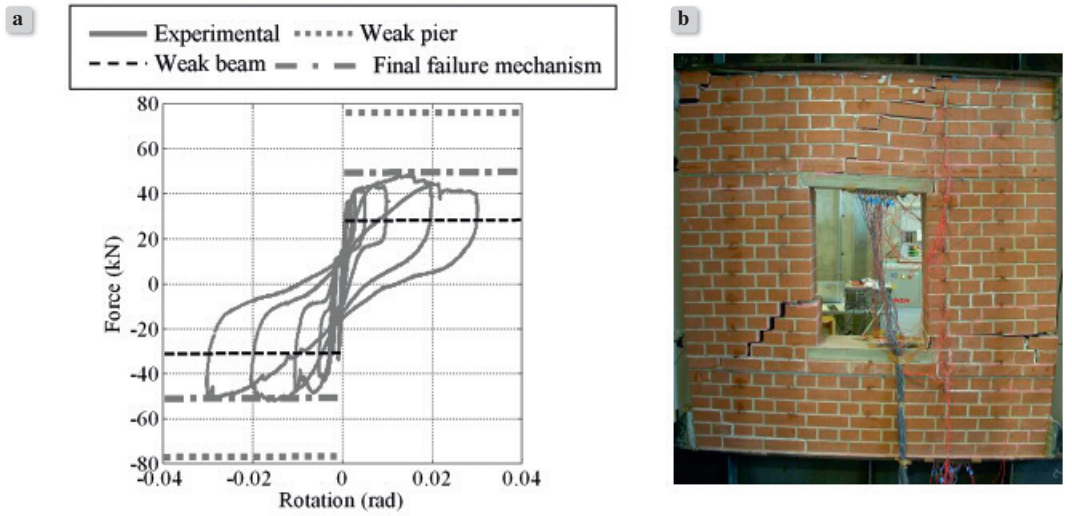 a
b
Experimental
Weak pier
Weak beam
Final failure mechanism
80
60
40
20
0
-20
-40
-60
-80
-0.04
-0.02
0
0.02
0.04
Force (kN)
Rotation (rad)